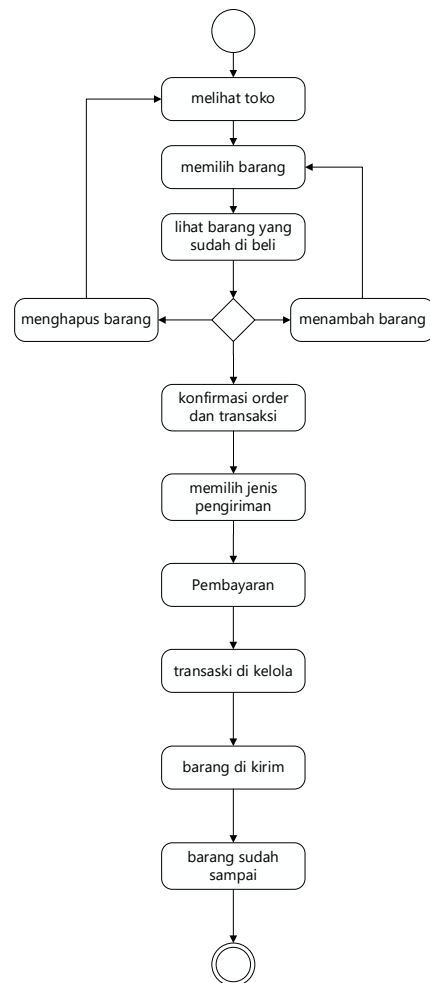 melihat toko
memilih barang
lihat barang yang
sudah di beli
menghapus barang
menambah barang
konfirmasi order
dan transaksi
memilih jenis
pengiriman
Pembayaran
transaski di kelola
barang di kirim
barang sudah
sampai